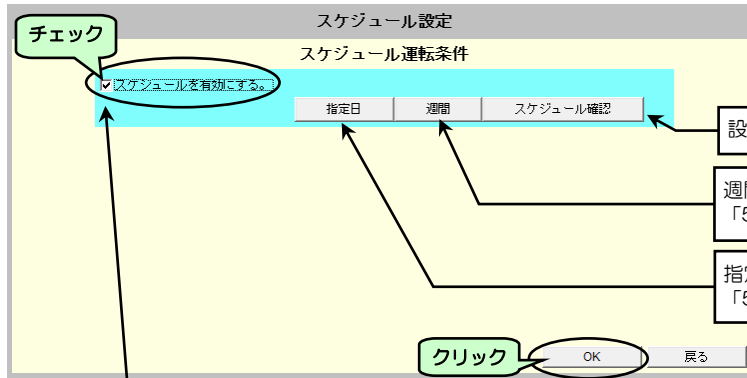 スケジュール設定
チェック
スケジュール運転条件
スケジュールを有効にする。
指定日
週間
スケジュール確認
設
週
「5
指定
「5
クリック
OK
戻る